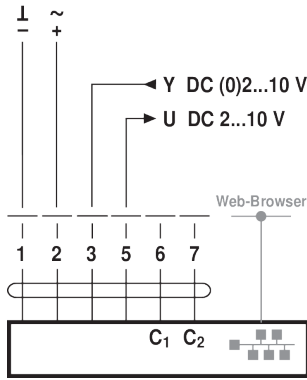 ⊥ ~
− +
Y DC (0)2...10 V
U DC 2...10 V
Web-Browser
1 2 3 5 6 7
C₁ C₂